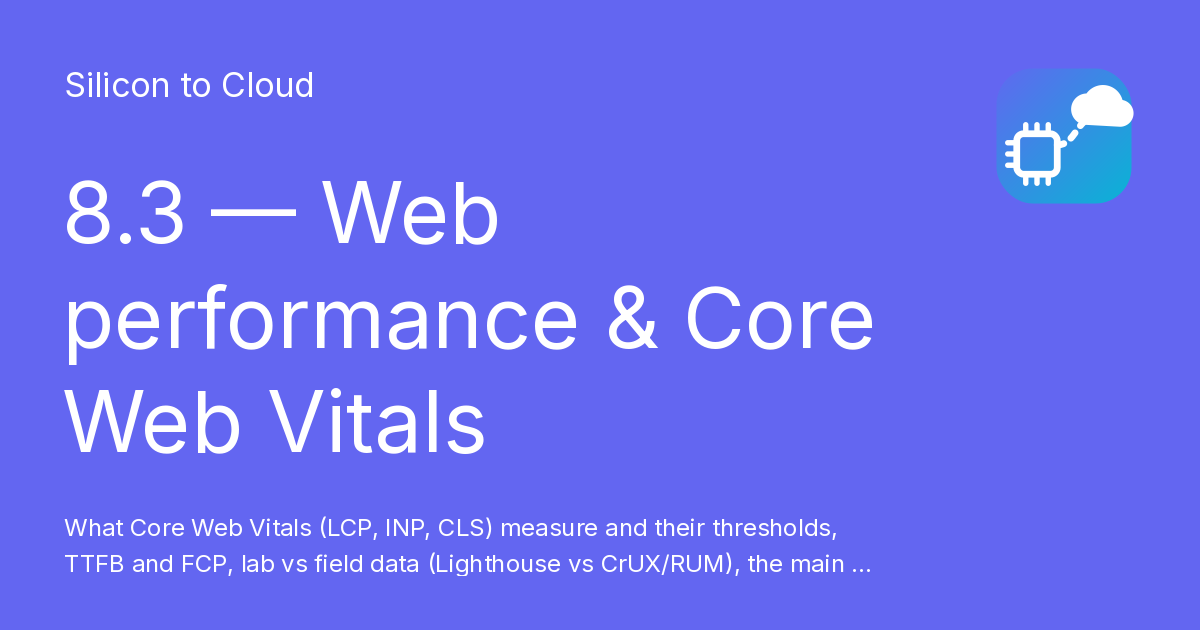 Silicon to Cloud
8.3 — Web
performance & Core
Web Vitals
What Core Web Vitals (LCP, INP, CLS) measure and their thresholds,
TTFB and FCP, lab vs field data (Lighthouse vs CrUX/RUM), the main ...